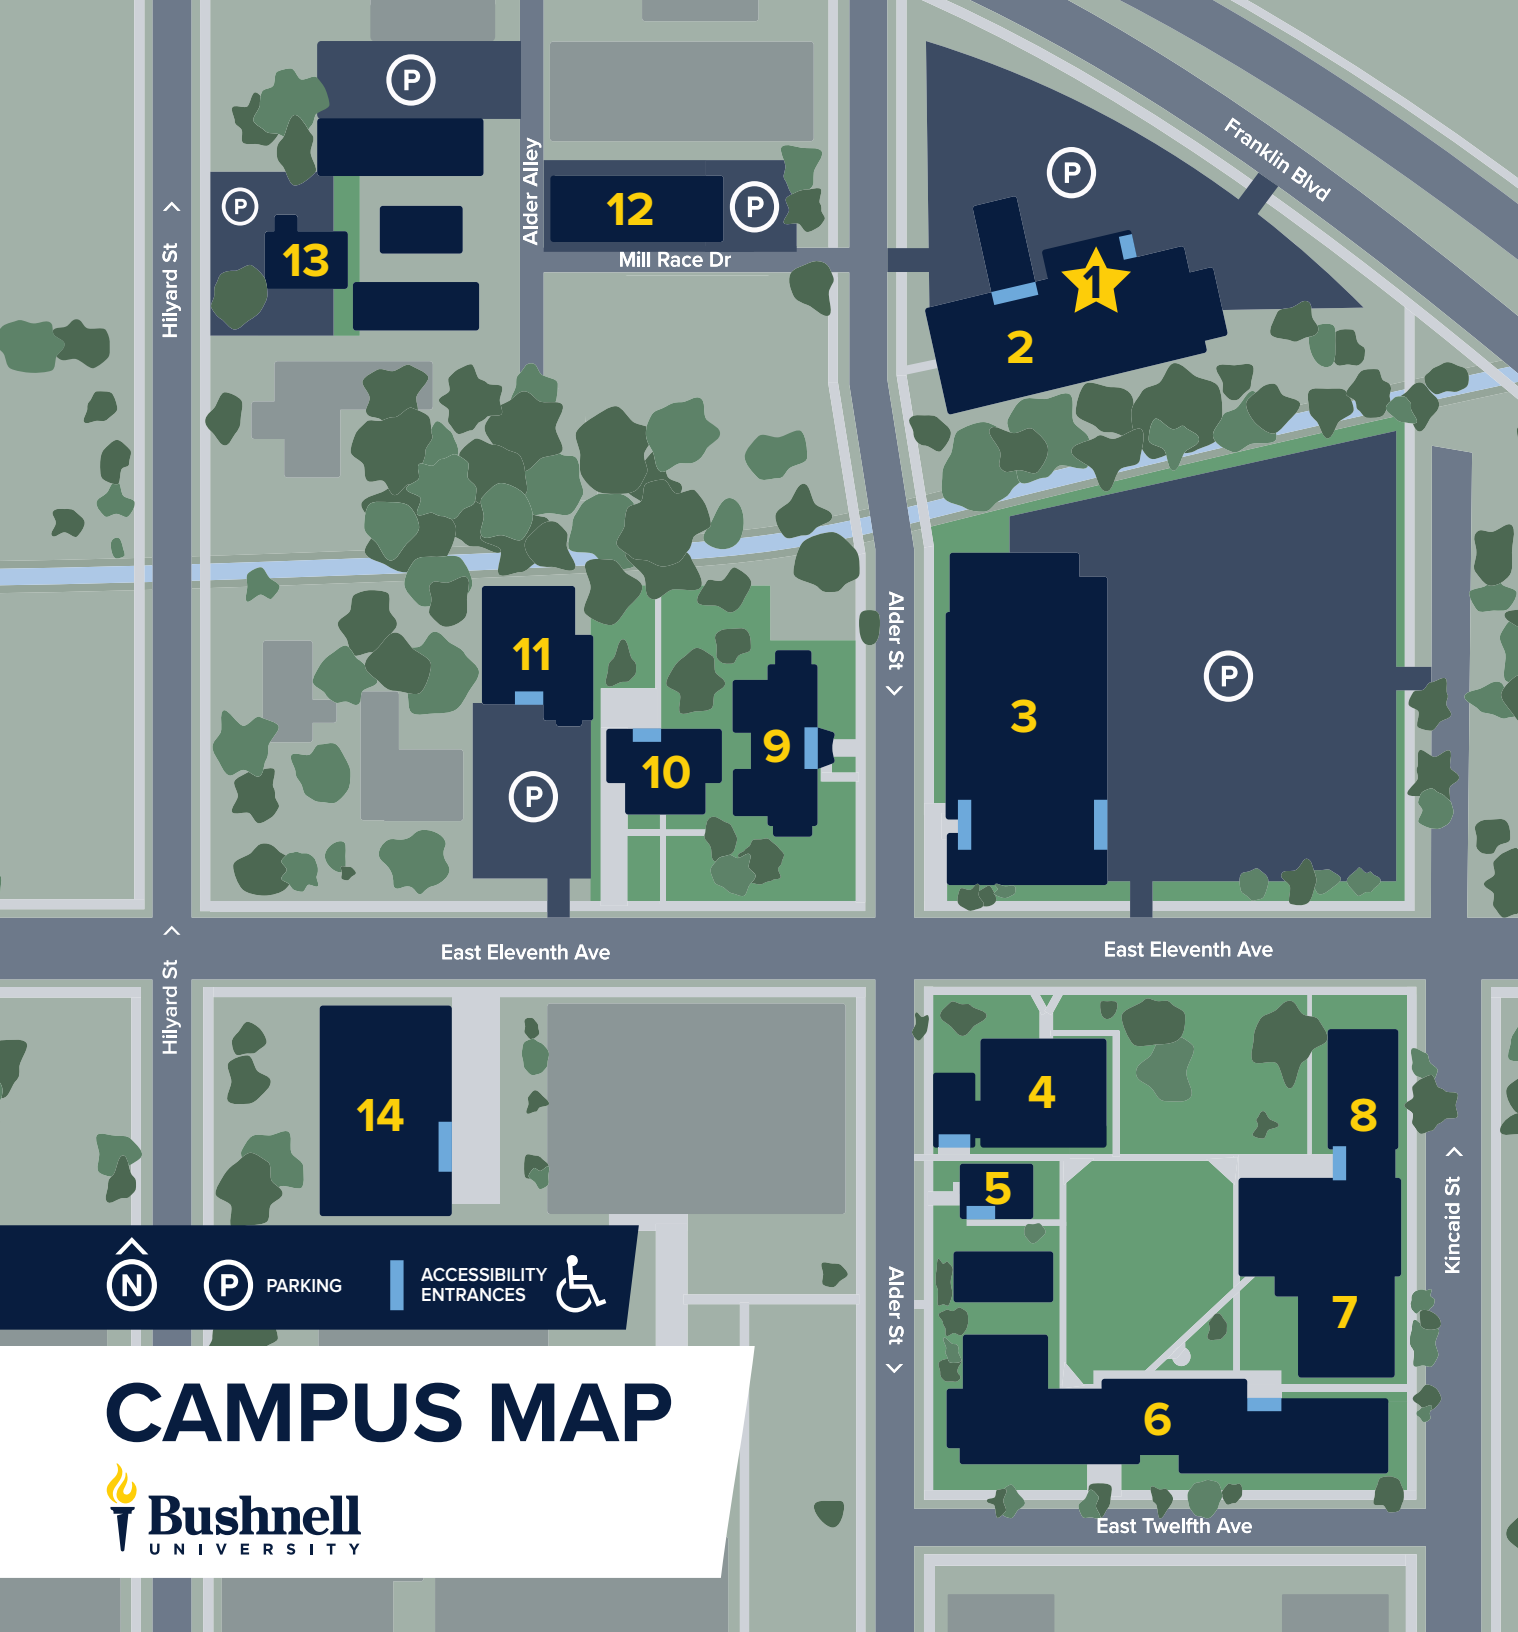 P
Franklin Blvd
Alder Alley
P
P
12
P
Hilyard St
13
Mill Race Dr
1
2
Alder St
11
3
P
9
10
P
East Eleventh Ave
East Eleventh Ave
Hilyard St
4
14
8
5
Kincaid St
N
P
PARKING
ACCESSIBILITY
ENTRANCES
Alder St
7
6
CAMPUS MAP
Bushnell
UNIVERSITY
East Twelfth Ave